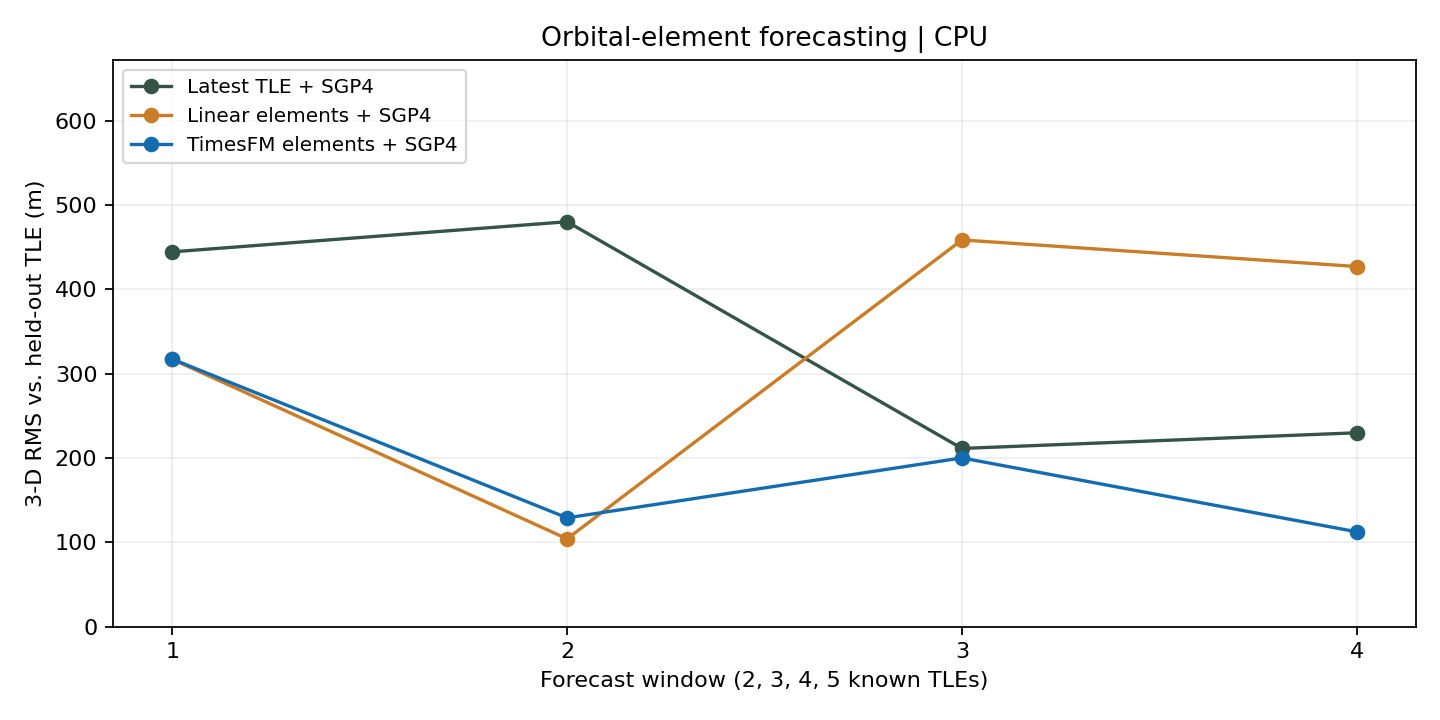 Orbital-element forecasting | CPU
Latest TLE + SGP4
Linear elements + SGP4
TimesFM elements + SGP4
3-D RMS vs. held-out TLE (m)
600
500
400
300
200
100
0
1 2 3 4
Forecast window (2, 3, 4, 5 known TLEs)